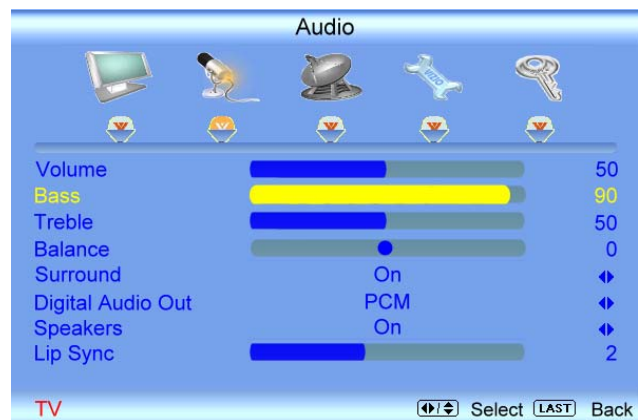 Audio
VIZIO
Volume 50
Bass 90
Treble 50
Balance 0
Surround On
Digital Audio Out PCM
Speakers On
Lip Sync 2
TV Select LAST Back